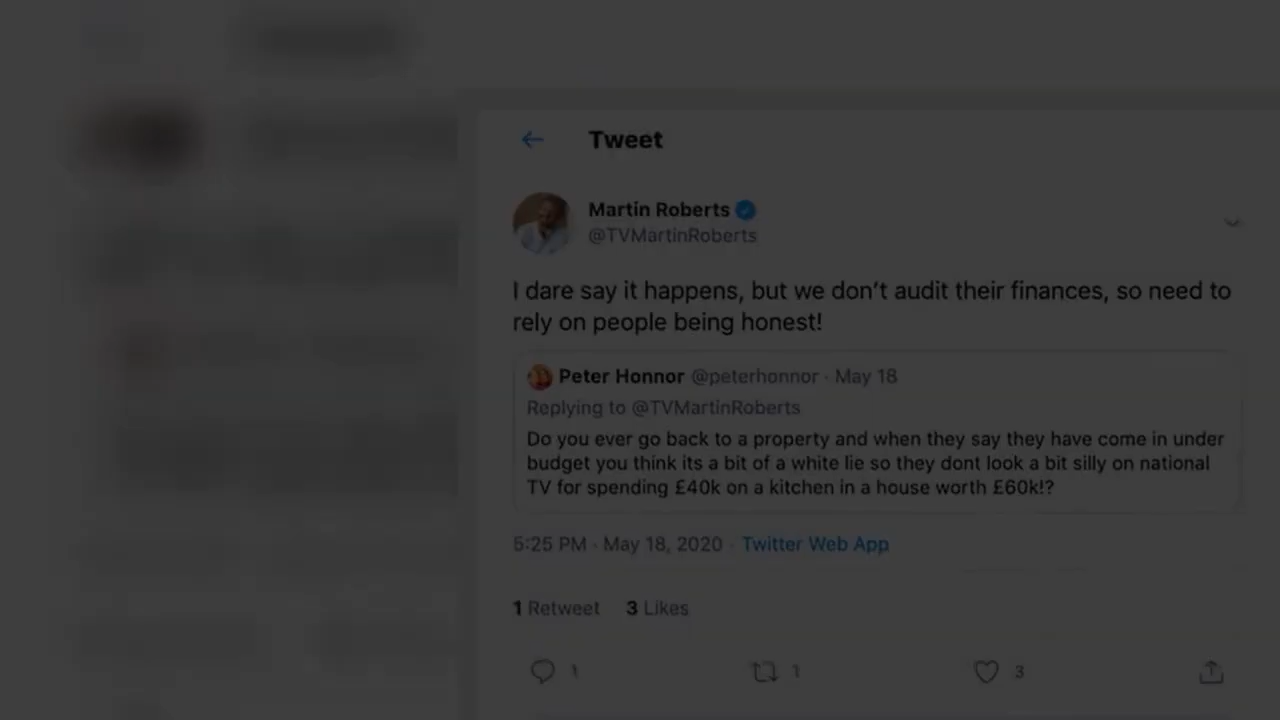 Tweet
Martin Roberts
@TVMartinRoberts
I dare say it happens, but we don't audit their finances, so need to
rely on people being honest!
Peter Honnor @peterhonnor · May 18
Replying to @TVMartinRoberts
Do you ever go back to a property and when they say they have come in under
budget you think its a bit of a white lie so they dont look a bit silly on national
TV for spending £40k on a kitchen in a house worth £60k!?
5:25 PM · May 18, 2020 · Twitter Web App
1 Retweet 3 Likes
1 1 3